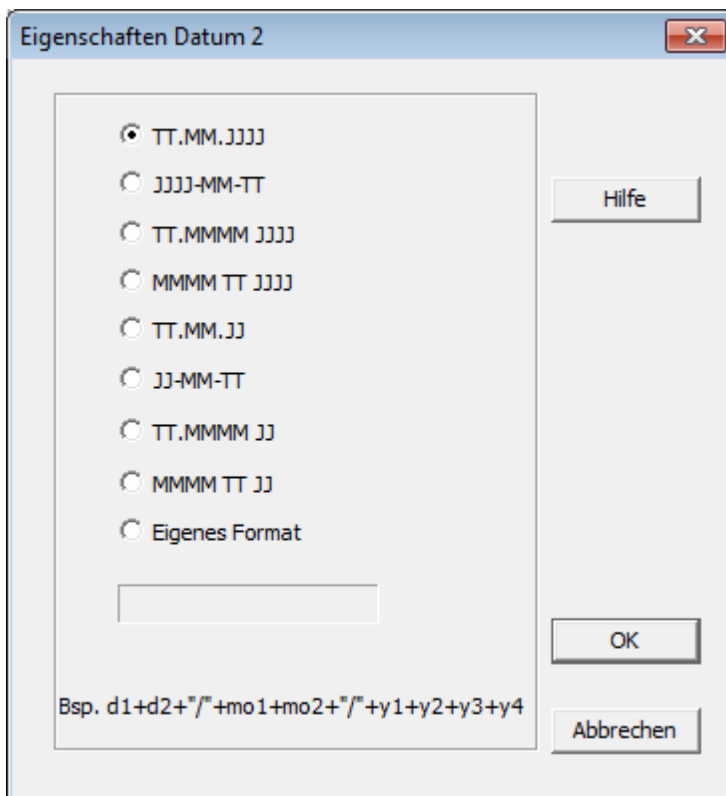 Eigenschaften Datum 2
TT.MM.JJJJ
JJJJ-MM-TT
TT.MMMM JJJJ
MMMM TT JJJJ
TT.MM.JJ
JJ-MM-TT
TT.MMMM JJ
MMMM TT JJ
Eigenes Format
Bsp. d1+d2+"/"+mo1+mo2+"/"+y1+y2+y3+y4
Hilfe
OK
Abbrechen